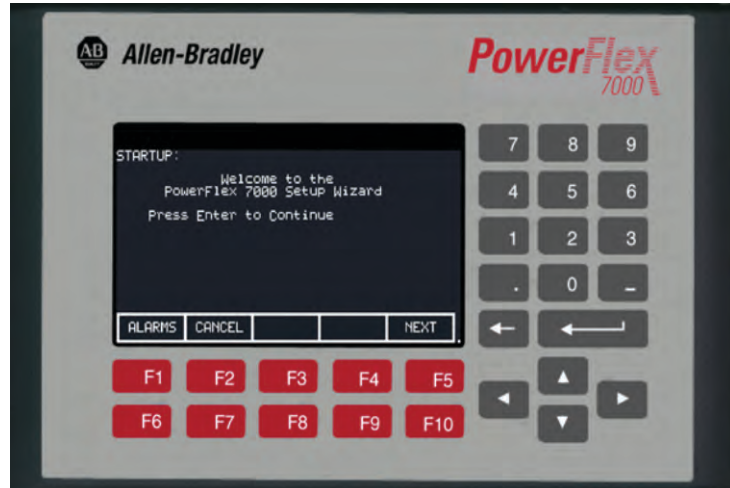 AB
Allen-Bradley
PowerFlex
7000
STARTUP:
Welcome to the
PowerFlex 7000 Setup Wizard
Press Enter to Continue
ALARMS CANCEL NEXT
7 8 9
4 5 6
1 2 3
. 0 –
F1 F2 F3 F4 F5
F6 F7 F8 F9 F10